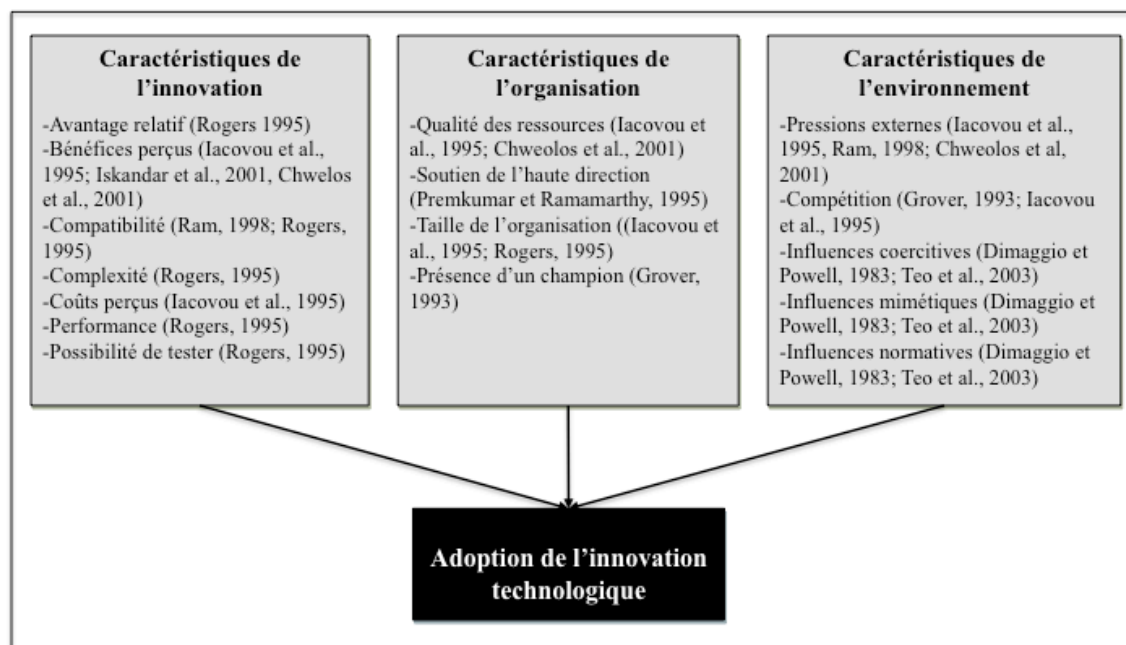 Caractéristiques de
l'innovation
-Avantage relatif (Rogers 1995)
-Bénéfices perçus (Iacovou et al.,
1995; Iskandar et al., 2001, Chwelos
et al., 2001)
-Compatibilité (Ram, 1998; Rogers,
1995)
-Complexité (Rogers, 1995)
-Coûts perçus (Iacovou et al., 1995)
-Performance (Rogers, 1995)
-Possibilité de tester (Rogers, 1995)
Caractéristiques de
l'organisation
-Qualité des ressources (Iacovou et
al., 1995; Chweolos et al., 2001)
-Soutien de l'haute direction
(Premkumar et Ramamarthy, 1995)
-Taille de l'organisation ((Iacovou et
al., 1995; Rogers, 1995)
-Présence d'un champion (Grover,
1993)
Caractéristiques de
l'environnement
-Pressions externes (Iacovou et al.,
1995, Ram, 1998; Chweolos et al,
2001)
-Compétition (Grover, 1993; Iacovou
et al., 1995)
-Influences coercitives (Dimaggio et
Powell, 1983; Teo et al., 2003)
-Influences mimétiques (Dimaggio et
Powell, 1983; Teo et al., 2003)
-Influences normatives (Dimaggio et
Powell, 1983; Teo et al., 2003)
Adoption de l'innovation
technologique